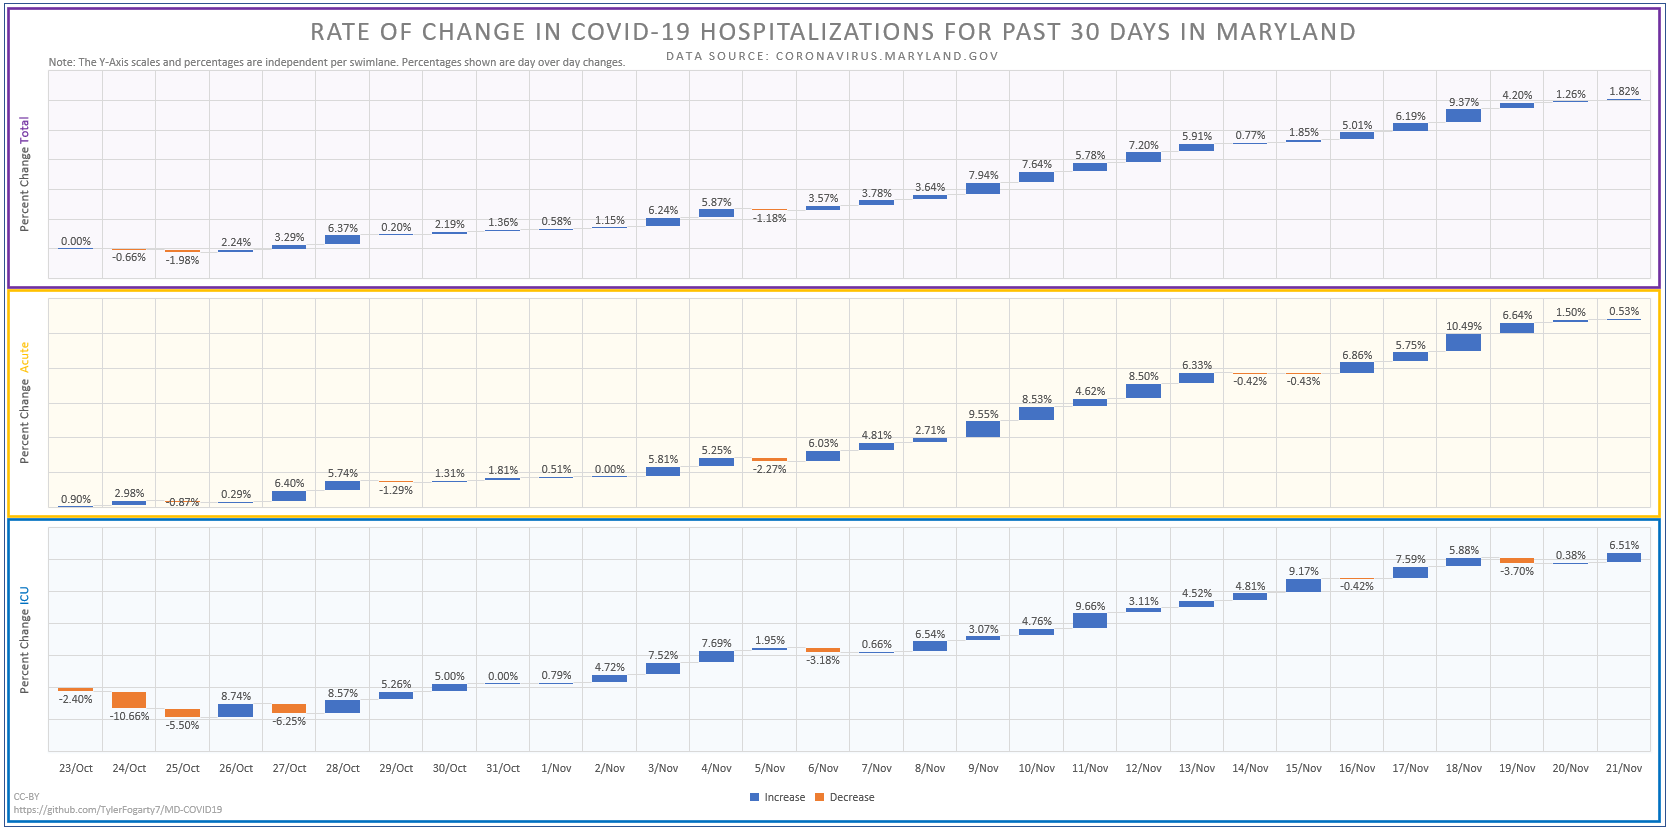 RATE OF CHANGE IN COVID-19 HOSPITALIZATIONS FOR PAST 30 DAYS IN MARYLAND
DATA SOURCE: CORONAVIRUS.MARYLAND.GOV
Note: The Y-Axis scales and percentages are independent per swimlane. Percentages shown are day over day changes.
Percent Change Total
0.00% -0.66% -1.98% 2.24% 3.29% 6.37% 0.20% 2.19% 1.36% 0.58% 1.15% 6.24% 5.87% -1.18% 3.57% 3.78% 3.64% 7.94% 7.64% 5.78% 7.20% 5.91% 0.77% 1.85% 5.01% 6.19% 9.37% 4.20% 1.26% 1.82%
Percent Change Acute
0.90% 2.98% -0.87% 0.29% 6.40% 5.74% -1.29% 1.31% 1.81% 0.51% 0.00% 5.81% 5.25% -2.27% 6.03% 4.81% 2.71% 9.55% 8.53% 4.62% 8.50% 6.33% -0.42% -0.43% 6.86% 5.75% 10.49% 6.64% 1.50% 0.53%
Percent Change ICU
-2.40% -10.66% -5.50% 8.74% -6.25% 8.57% 5.26% 5.00% 0.00% 0.79% 4.72% 7.52% 7.69% 1.95% -3.18% 0.66% 6.54% 3.07% 4.76% 9.66% 3.11% 4.52% 4.81% 9.17% -0.42% 7.59% 5.88% -3.70% 0.38% 6.51%
23/Oct 24/Oct 25/Oct 26/Oct 27/Oct 28/Oct 29/Oct 30/Oct 31/Oct 1/Nov 2/Nov 3/Nov 4/Nov 5/Nov 6/Nov 7/Nov 8/Nov 9/Nov 10/Nov 11/Nov 12/Nov 13/Nov 14/Nov 15/Nov 16/Nov 17/Nov 18/Nov 19/Nov 20/Nov 21/Nov
Increase Decrease
CC-BY
https://github.com/TylerFogarty7/MD-COVID19